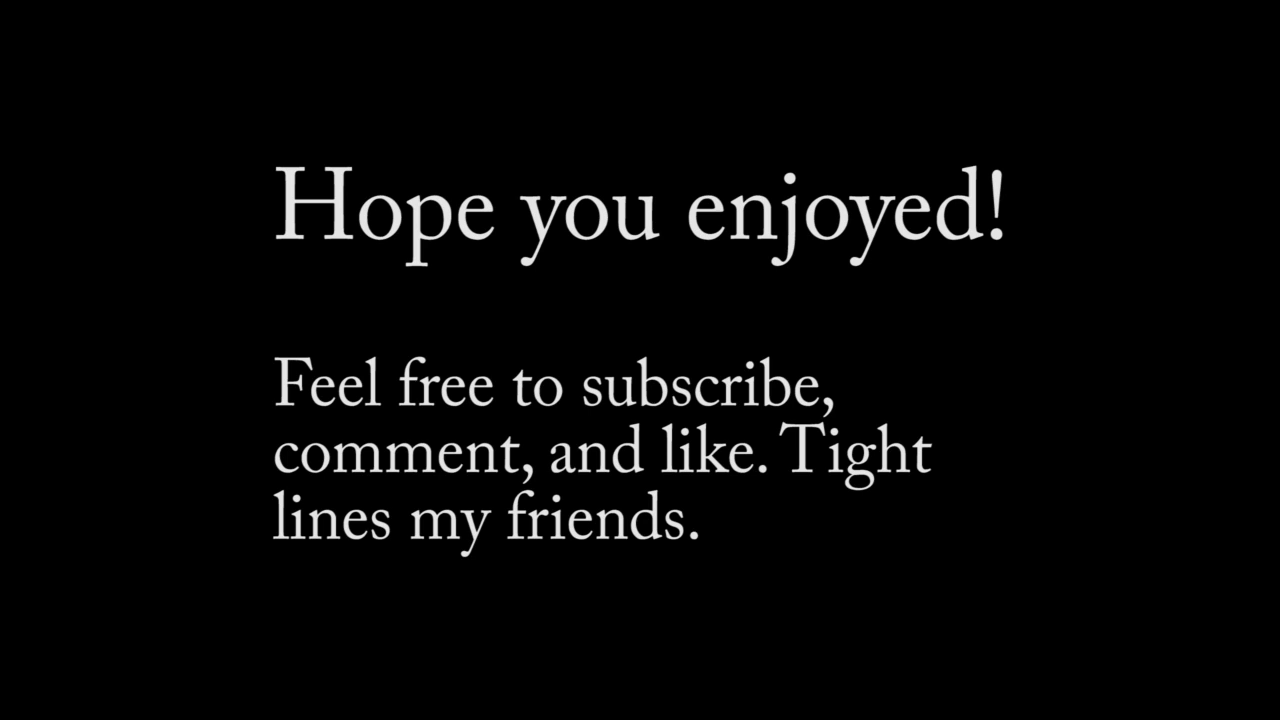 Hope you enjoyed!
Feel free to subscribe,
comment, and like. Tight
lines my friends.